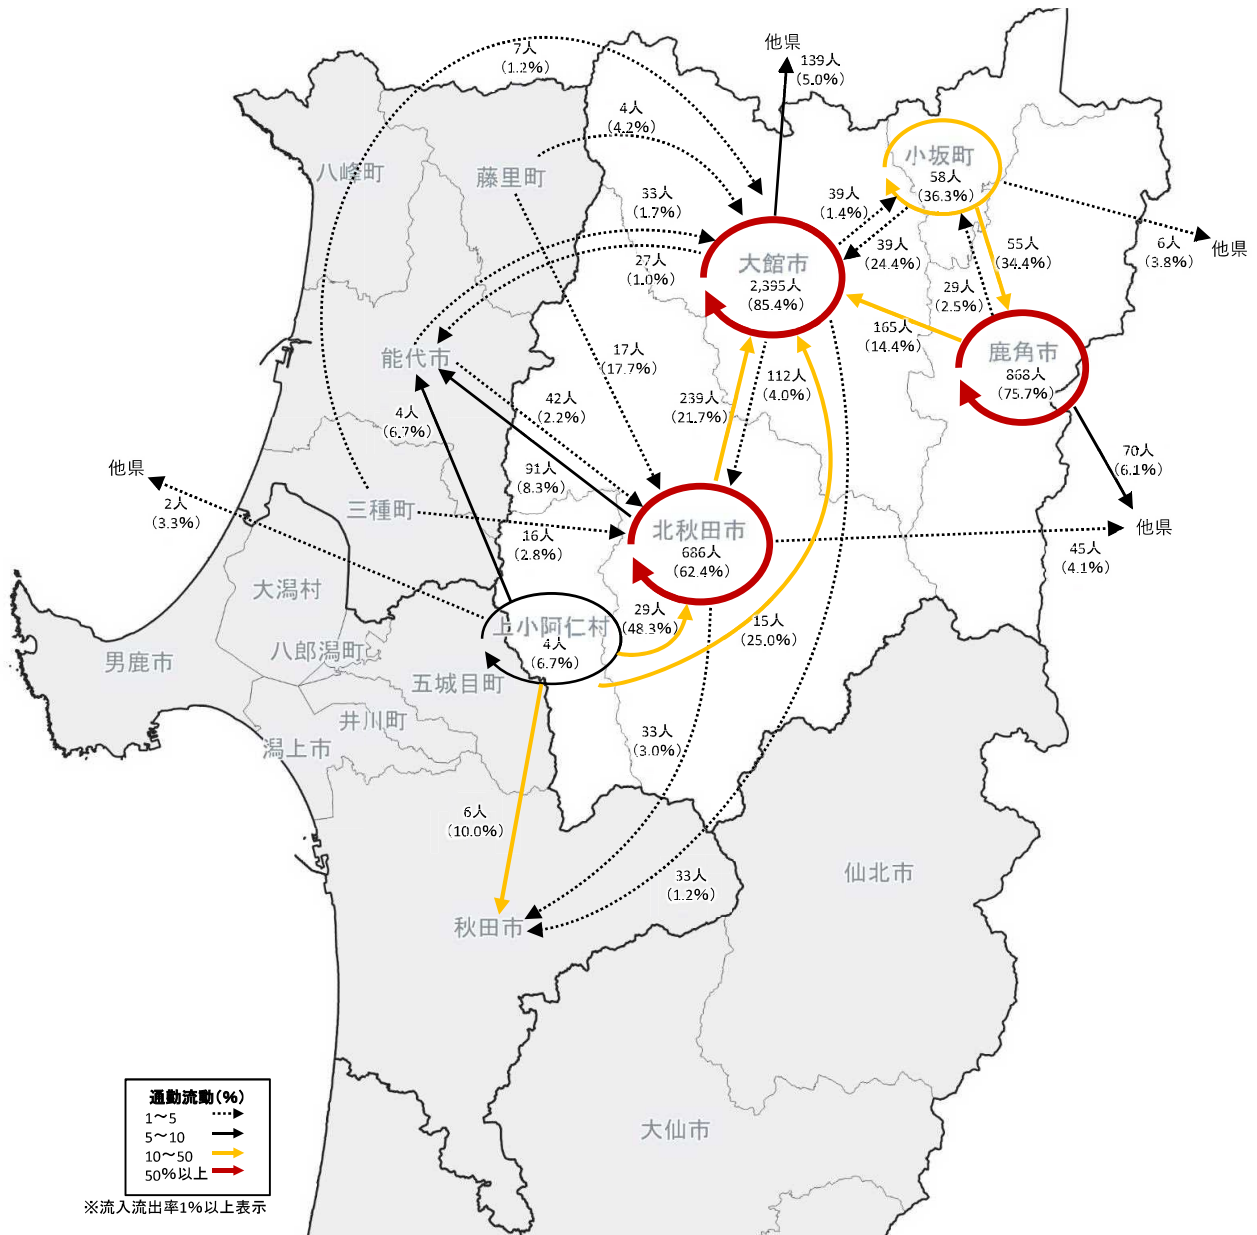 他県
139人
(5.0%)
7人
(1.2%)
4人
(4.2%)
八峰町
藤里町
小坂町
58人
(36.3%)
33人
(1.7%)
39人
(1.4%)
39人
(24.4%)
55人
(34.4%)
6人
(3.8%)
他県
27人
(1.0%)
大館市
2,395人
(85.4%)
29人
(2.5%)
165人
(14.4%)
鹿角市
868人
(75.7%)
能代市
17人
(17.7%)
112人
(4.0%)
239人
(21.7%)
42人
(2.2%)
4人
(6.7%)
91人
(8.3%)
70人
(6.1%)
他県
他県
2人
(3.3%)
三種町
16人
(2.8%)
北秋田市
686人
(62.4%)
45人
(4.1%)
大潟村
上小阿仁村
4人
(6.7%)
29人
(48.3%)
15人
(25.0%)
男鹿市
八郎潟町
五城目町
井川町
潟上市
33人
(3.0%)
6人
(10.0%)
33人
(1.2%)
仙北市
秋田市
大仙市
通勤流動(%)
1～5
5～10
10～50
50%以上
※流入流出率1%以上表示